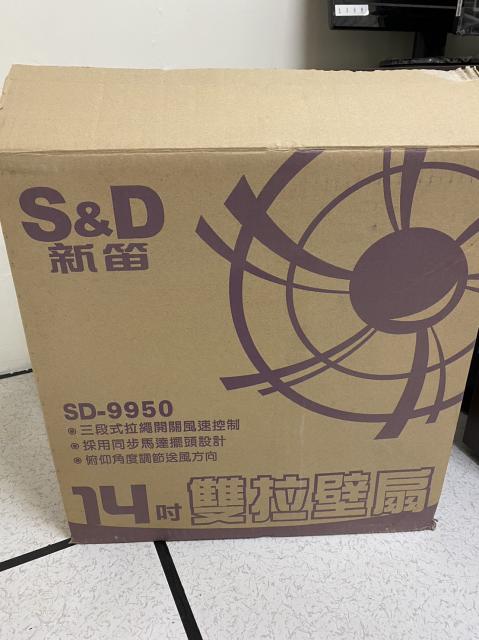 S&D
新笛
SD-9950
三段式拉繩開關風速控制
採用同步馬達擺頭設計
俯仰角度調節送風方向
14吋 雙拉壁扇